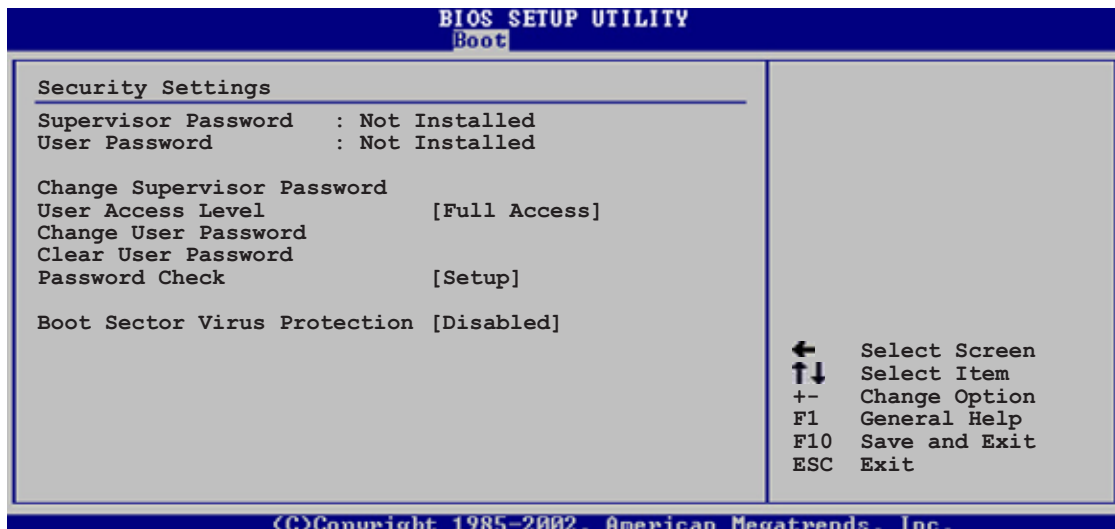 BIOS SETUP UTILITY
Boot
Security Settings
Supervisor Password : Not Installed
User Password : Not Installed
Change Supervisor Password
User Access Level [Full Access]
Change User Password
Clear User Password
Password Check [Setup]
Boot Sector Virus Protection [Disabled]
← Select Screen
↑↓ Select Item
+- Change Option
F1 General Help
F10 Save and Exit
ESC Exit
(C)Copyright 1985-2002, American Megatrends, Inc.